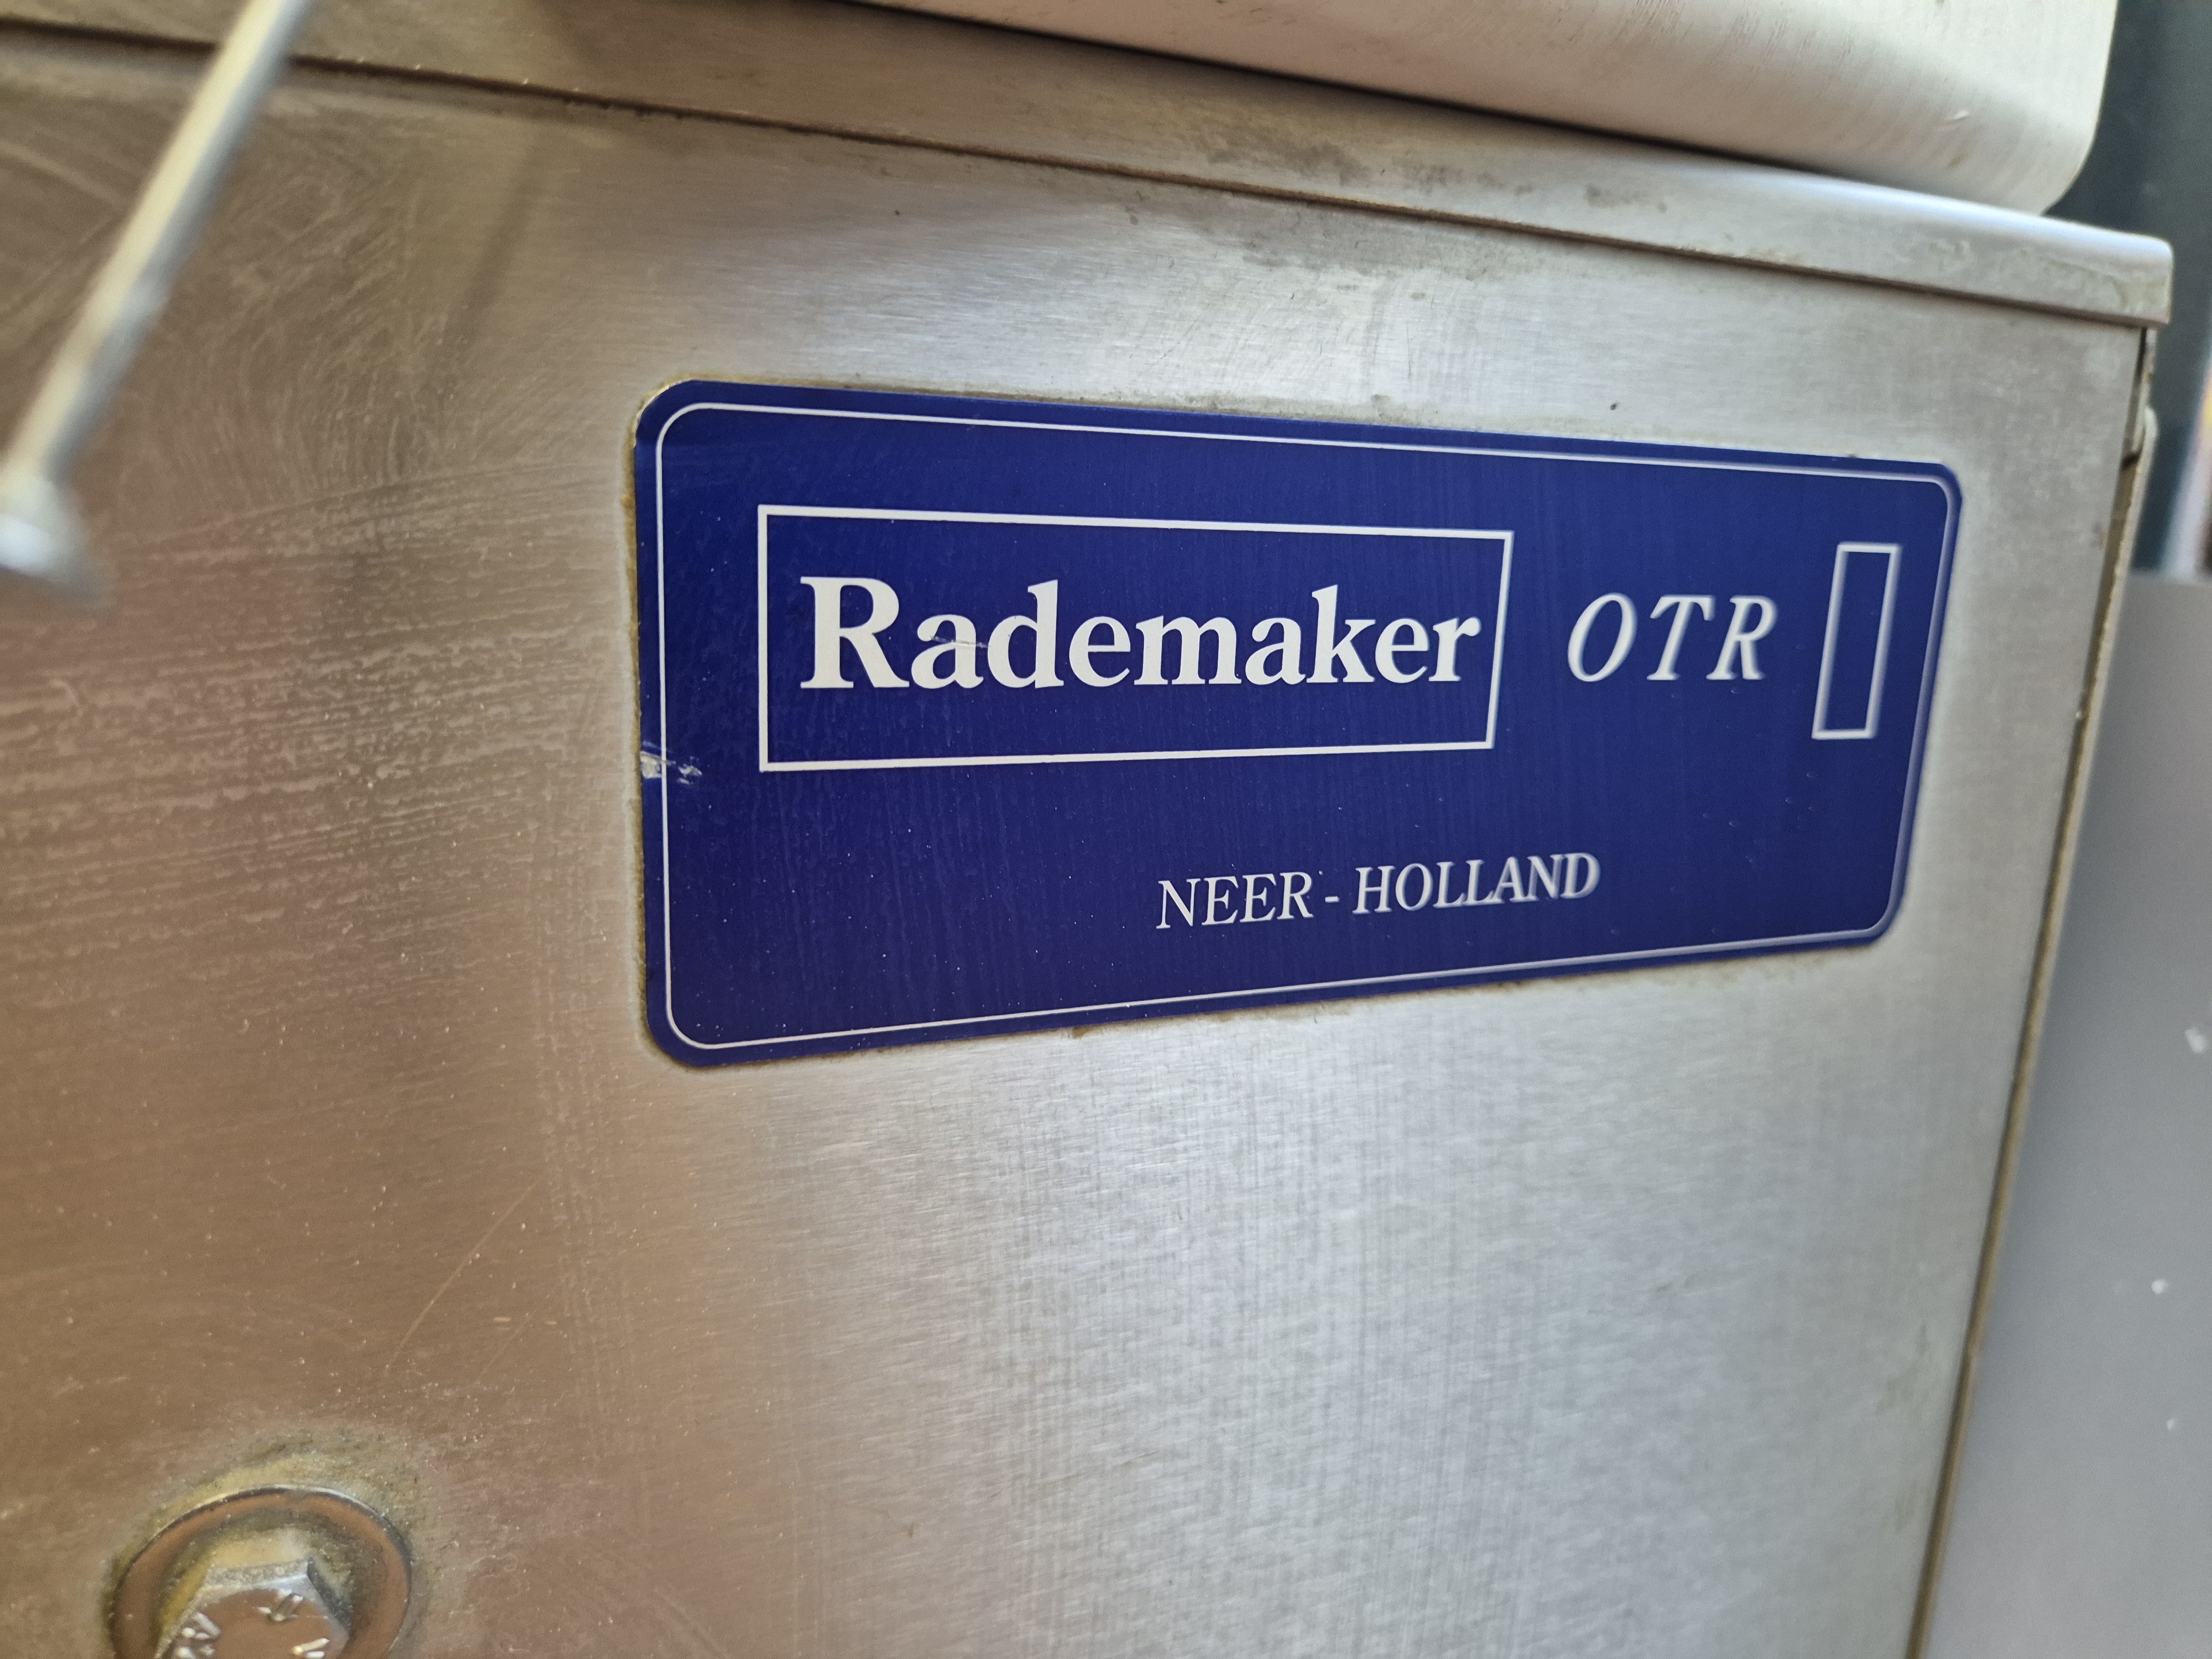 Rademaker OTR
NEER - HOLLAND